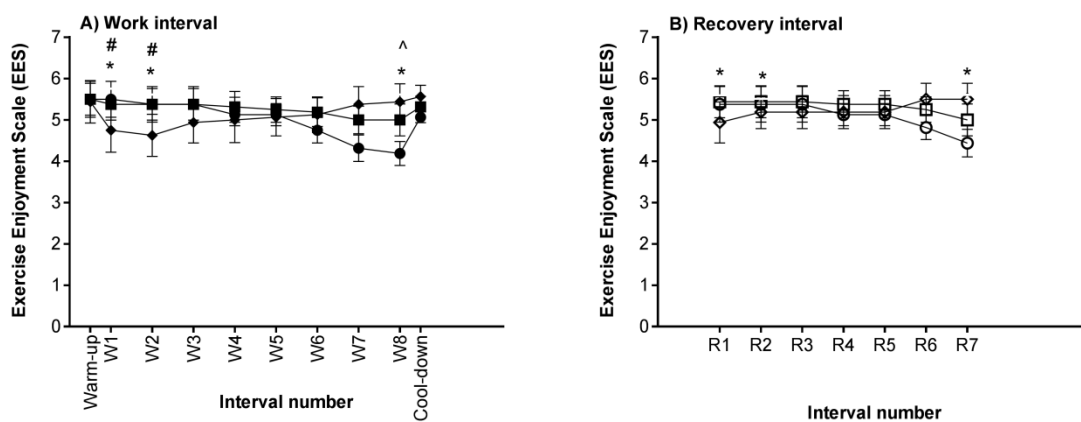 A) Work interval
Exercise Enjoyment Scale (EES)
7
6
5
4
3
2
1
0
# # ^
* * *
Warm-up W1 W2 W3 W4 W5 W6 W7 W8 Cool-down
Interval number
B) Recovery interval
Exercise Enjoyment Scale (EES)
7
6
5
4
3
2
1
0
* * *
R1 R2 R3 R4 R5 R6 R7
Interval number